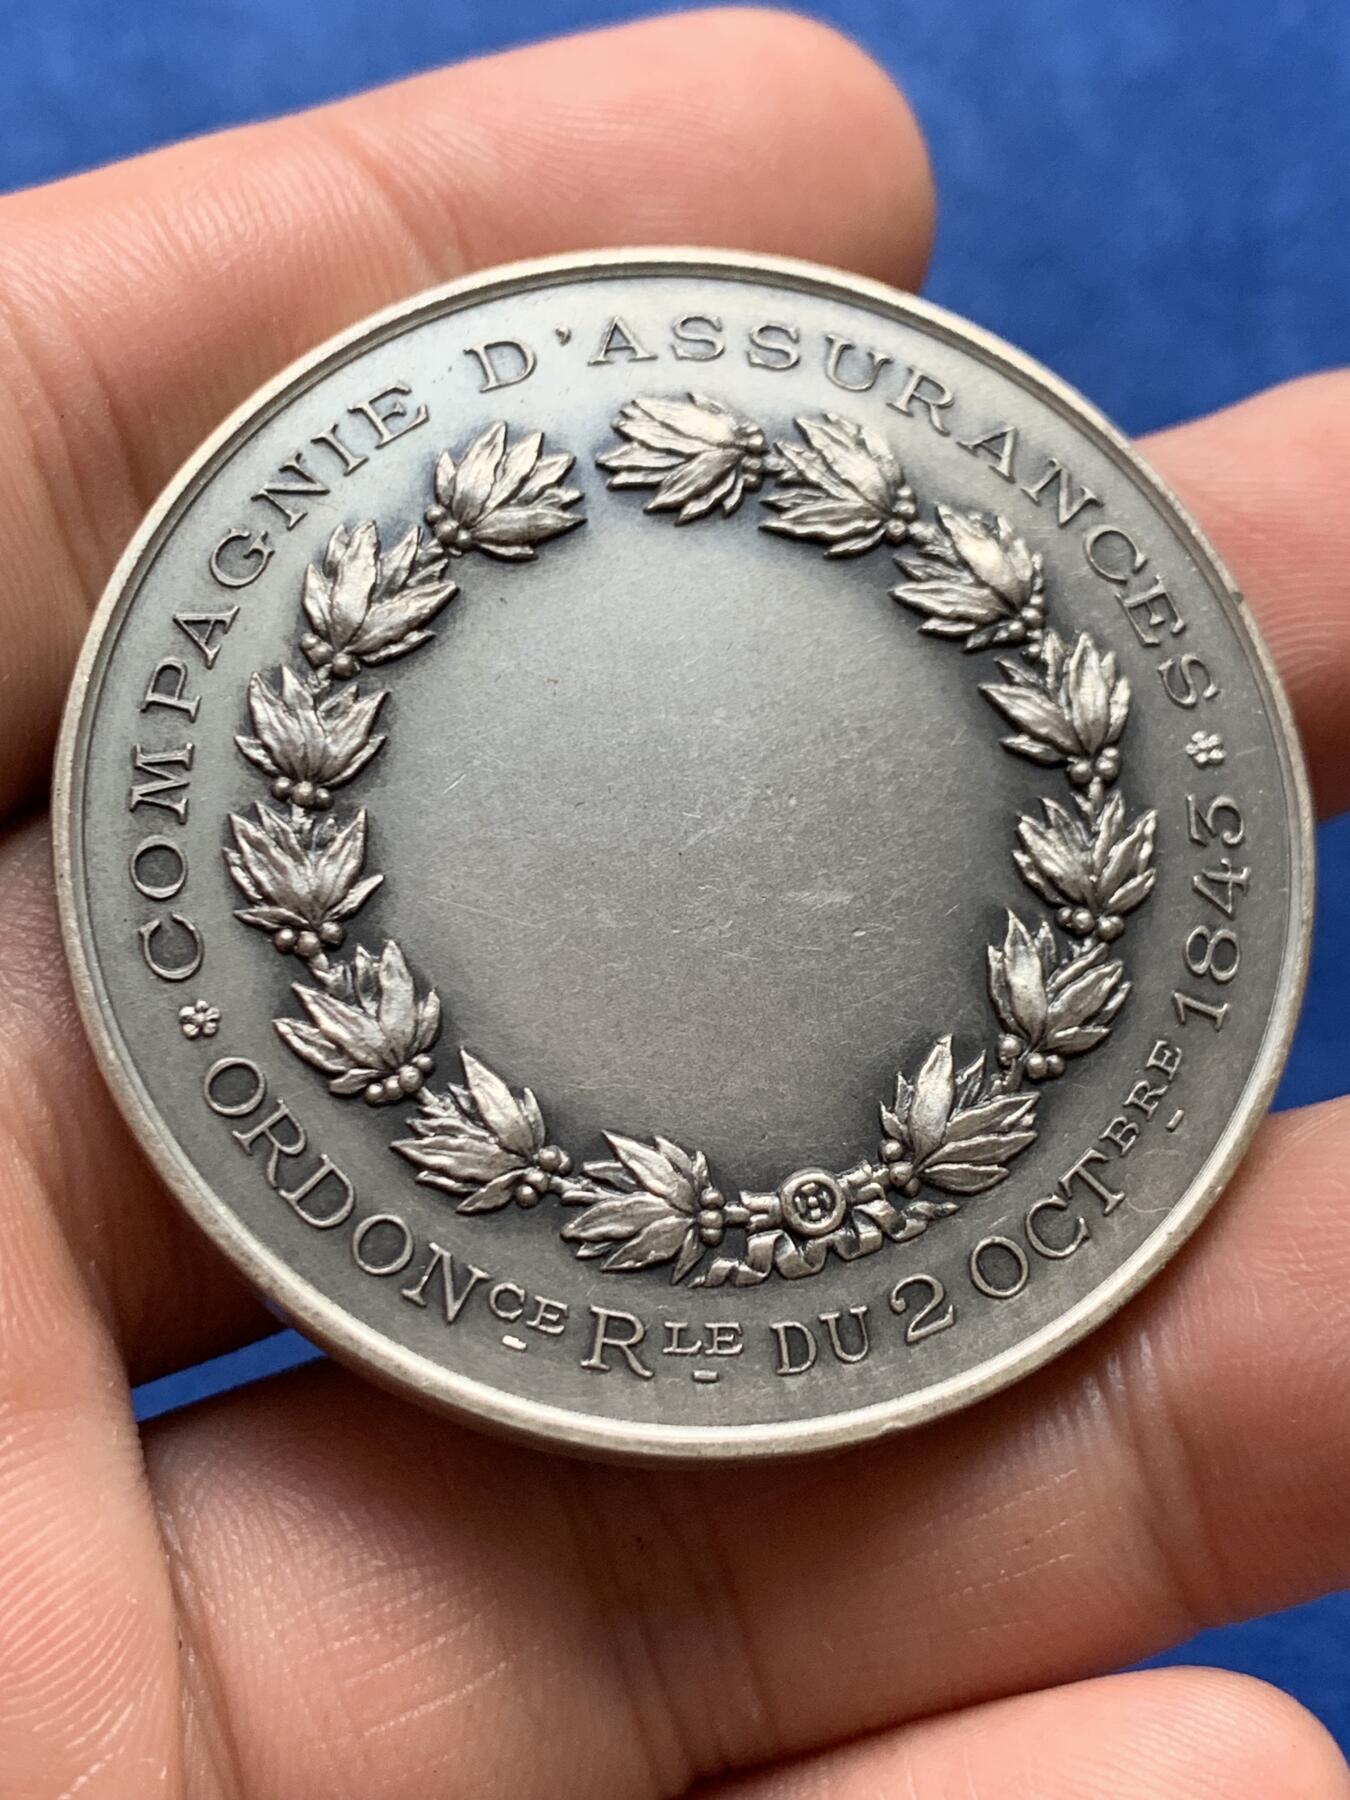 COMPAGNIE D'ASSURANCES
ORDONCE RLE DU 2 OCTBRE 1843